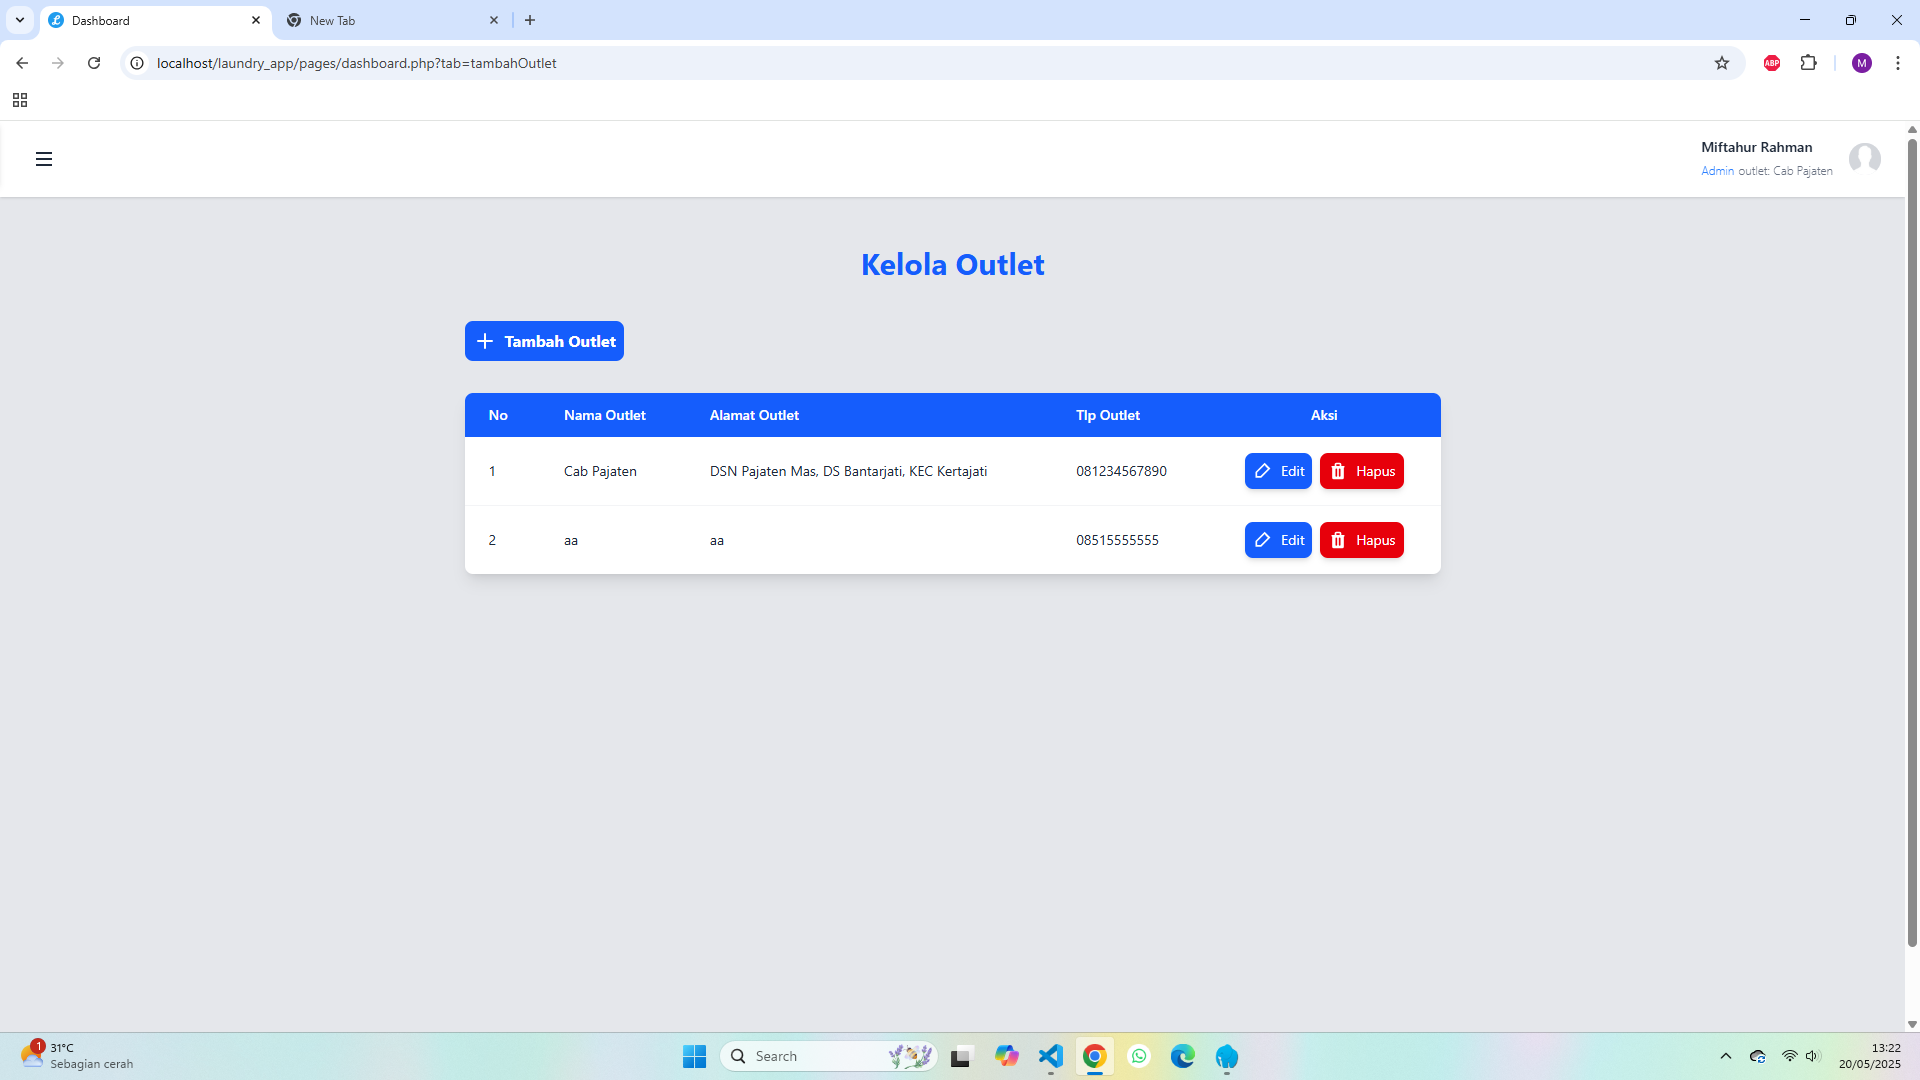 Dashboard
New Tab
localhost/laundry_app/pages/dashboard.php?tab=tambahOutlet
ABP
M
Miftahur Rahman
Admin outlet: Cab Pajaten
Kelola Outlet
Tambah Outlet
No Nama Outlet Alamat Outlet Tlp Outlet Aksi
1 Cab Pajaten DSN Pajaten Mas, DS Bantarjati, KEC Kertajati 081234567890 Edit Hapus
2 aa aa 08515555555 Edit Hapus
1
31°C
Sebagian cerah
Search
13:22
20/05/2025